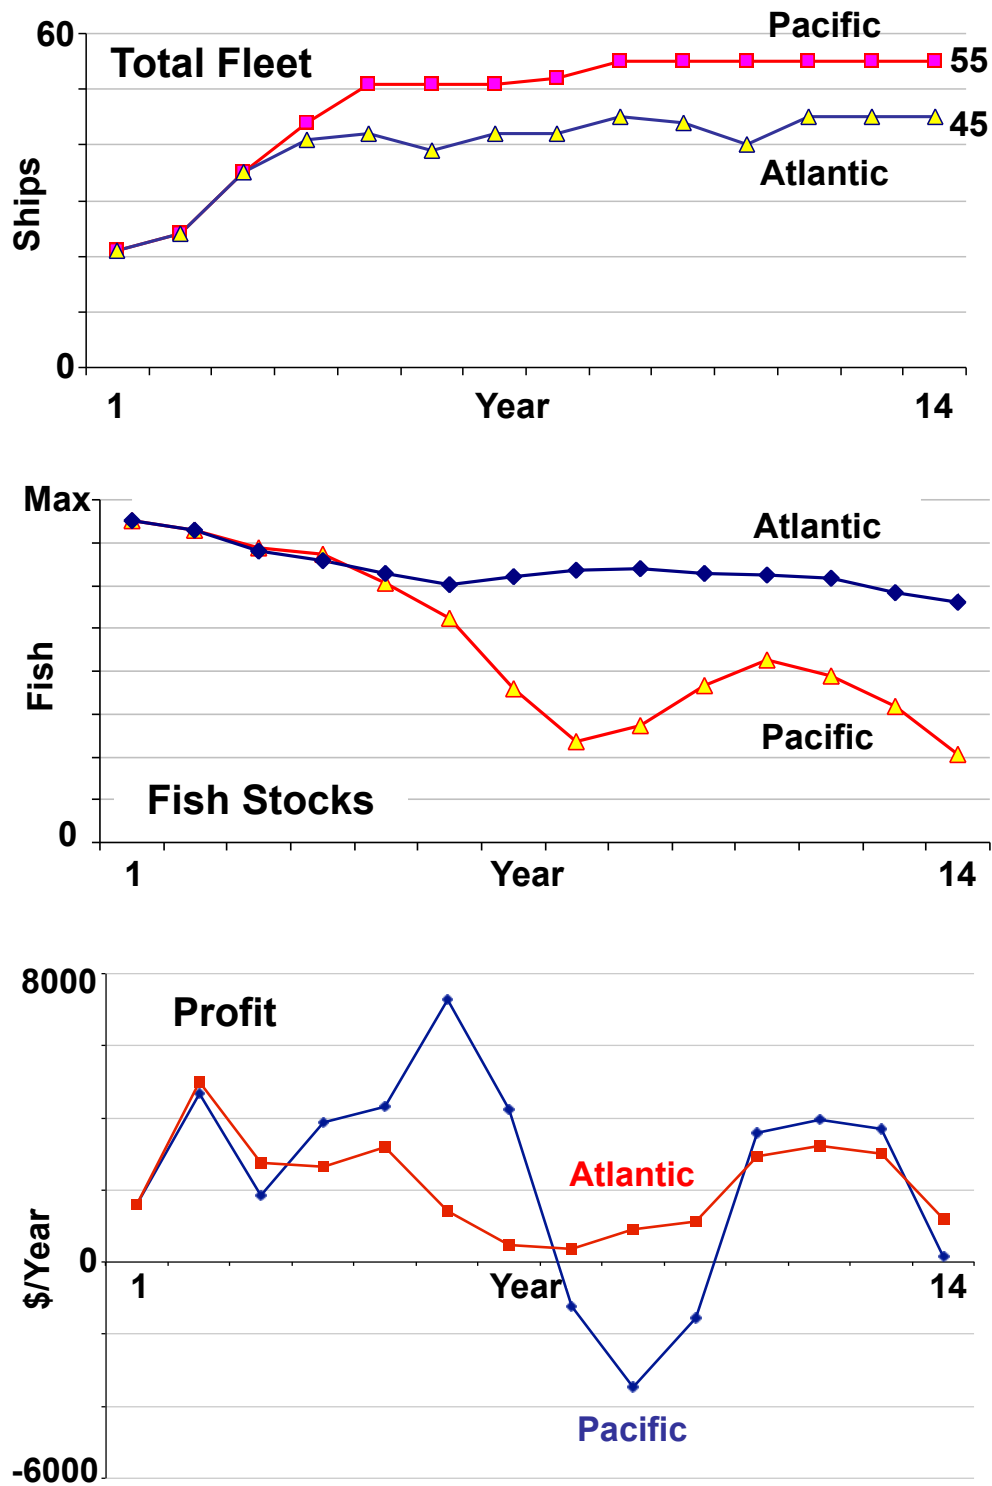 Pacific
60
Total Fleet
55
45
Atlantic
Ships
0
1 Year 14
Max
Atlantic
Fish
Pacific
Fish Stocks
0
1 Year 14
8000
Profit
Atlantic
$/Year
0
1 Year 14
Pacific
-6000